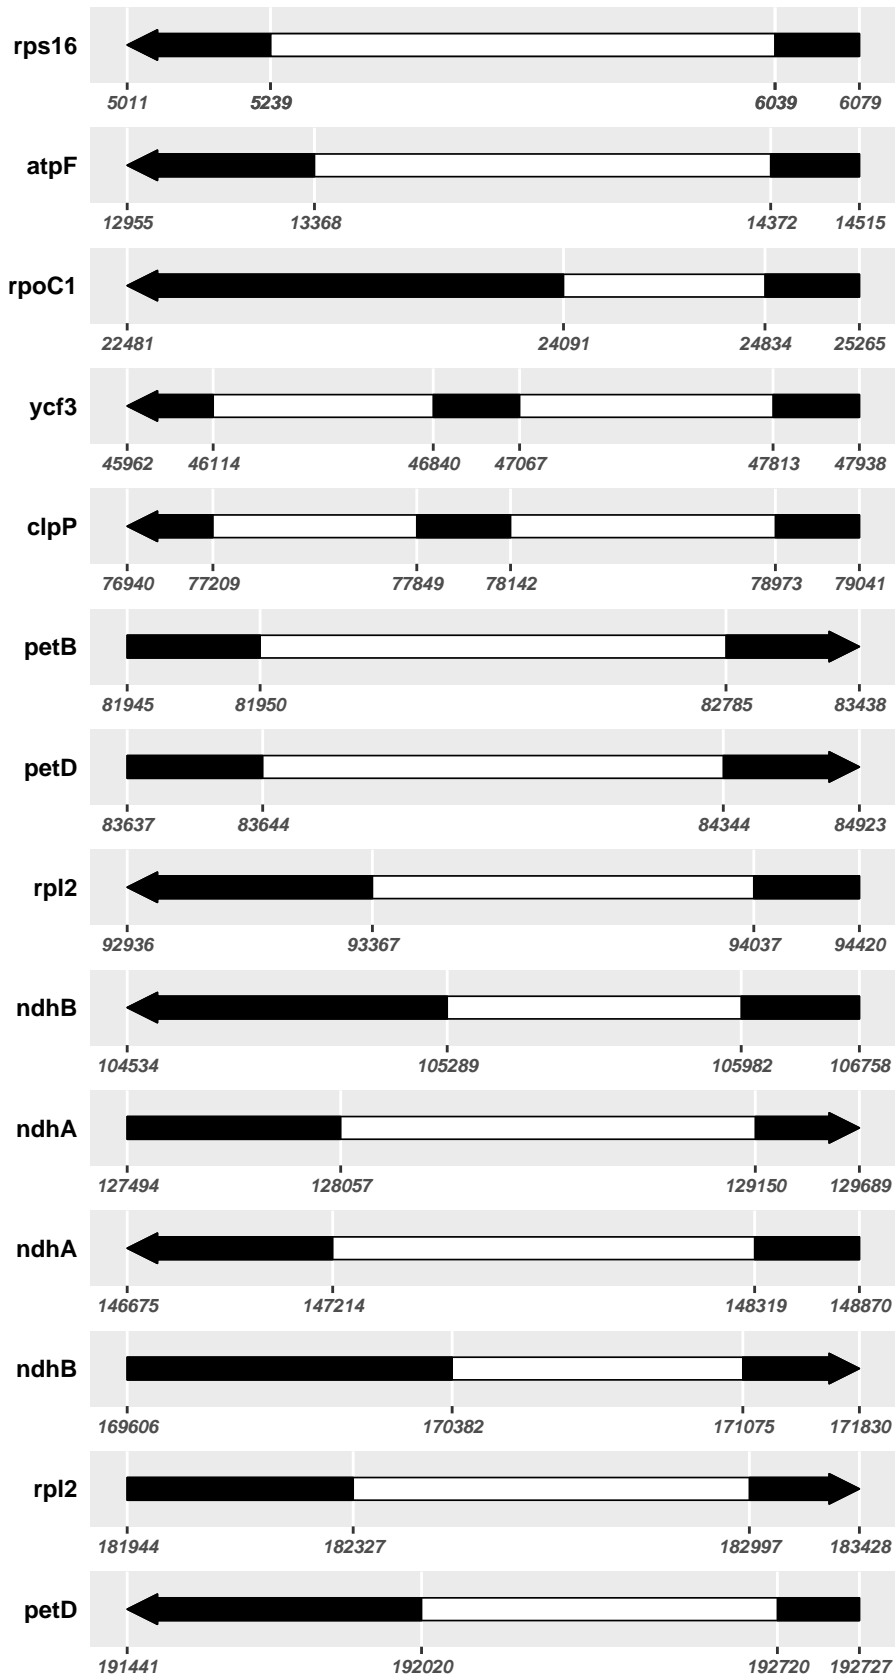 rps16
5011 5239 6039 6079
atpF
12955 13368 14372 14515
rpoC1
22481 24091 24834 25265
ycf3
45962 46114 46840 47067 47813 47938
clpP
76940 77209 77849 78142 78973 79041
petB
81945 81950 82785 83438
petD
83637 83644 84344 84923
rpl2
92936 93367 94037 94420
ndhB
104534 105289 105982 106758
ndhA
127494 128057 129150 129689
ndhA
146675 147214 148319 148870
ndhB
169606 170382 171075 171830
rpl2
181944 182327 182997 183428
petD
191441 192020 192720 192727